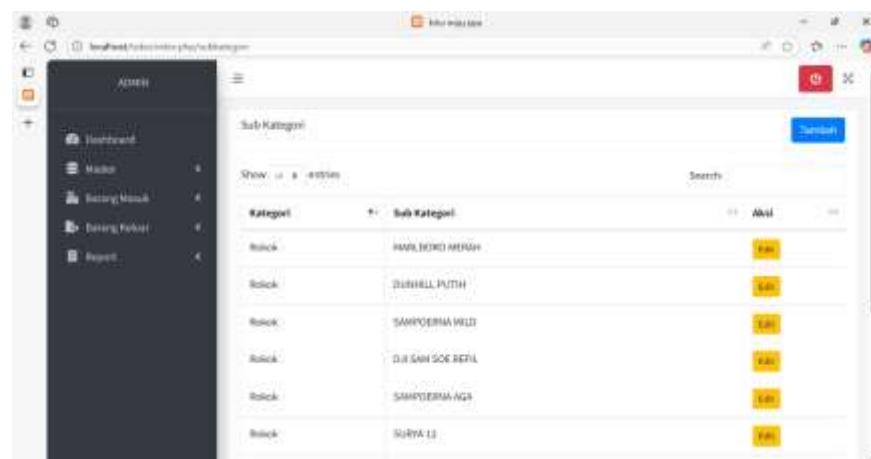 ADMIN
Sub Kategori
Tambah
Dashboard
Master
Show entries
Search:
Barang Masuk
Kategori Sub Kategori Aksi
Barang Keluar
Rokok MARLBORO MERAH Edit
Report
Rokok DUNHILL PUTIH Edit
Rokok SAMPOERNA MILD Edit
Rokok DJI SAM SOE REFIL Edit
Rokok SAMPOERNA AGA Edit
Rokok SURYA 12 Edit